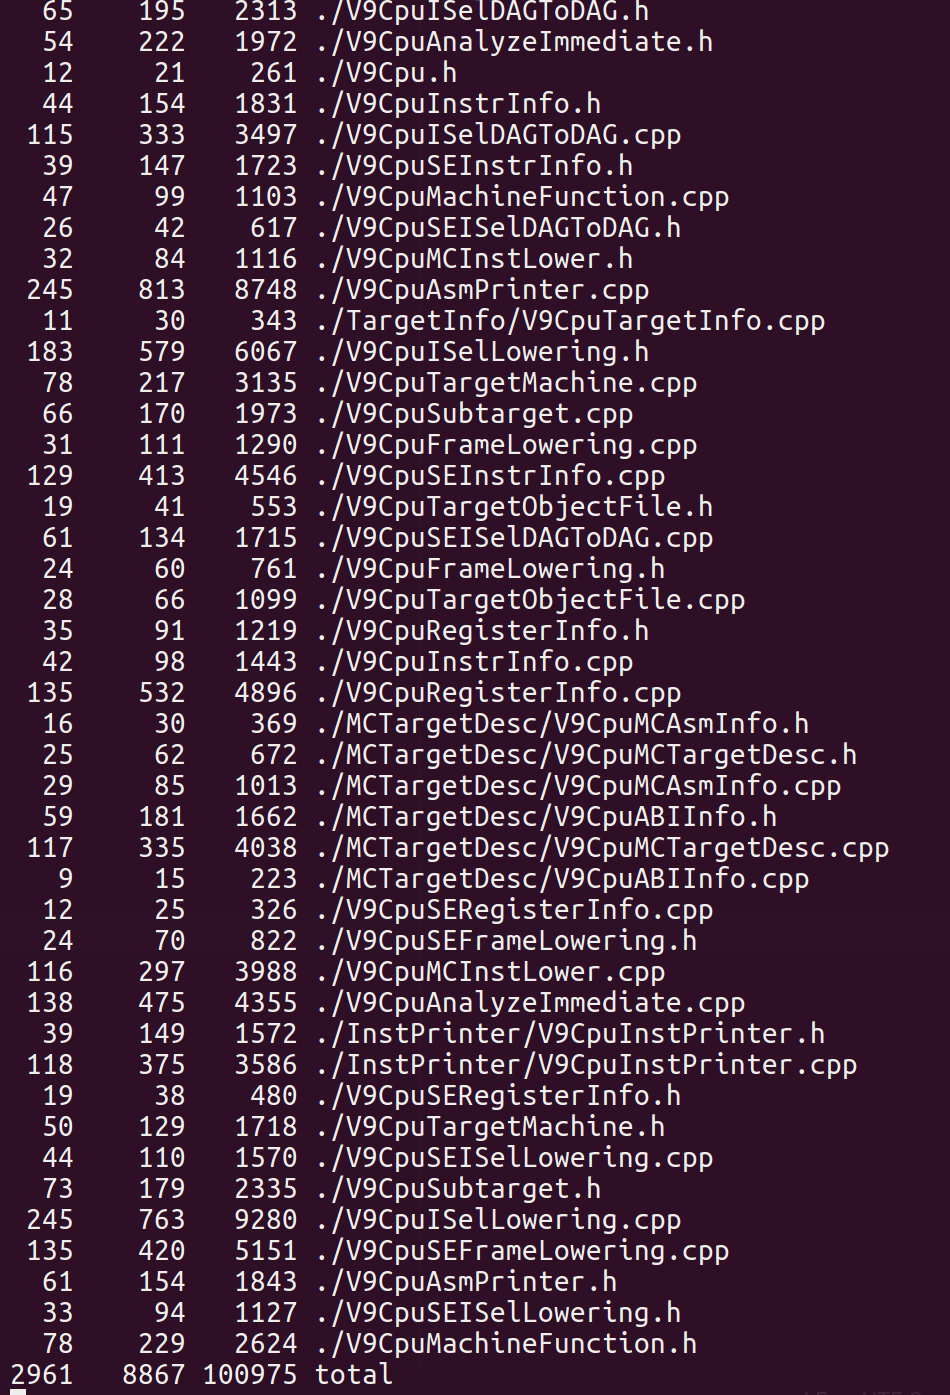 65 195 2313 ./V9CpuISelDAGToDAG.h
54 222 1972 ./V9CpuAnalyzeImmediate.h
12 21 261 ./V9Cpu.h
44 154 1831 ./V9CpuInstrInfo.h
115 333 3497 ./V9CpuISelDAGToDAG.cpp
39 147 1723 ./V9CpuSEInstrInfo.h
47 99 1103 ./V9CpuMachineFunction.cpp
26 42 617 ./V9CpuSEISelDAGToDAG.h
32 84 1116 ./V9CpuMCInstLower.h
245 813 8748 ./V9CpuAsmPrinter.cpp
11 30 343 ./TargetInfo/V9CpuTargetInfo.cpp
183 579 6067 ./V9CpuISelLowering.h
78 217 3135 ./V9CpuTargetMachine.cpp
66 170 1973 ./V9CpuSubtarget.cpp
31 111 1290 ./V9CpuFrameLowering.cpp
129 413 4546 ./V9CpuSEInstrInfo.cpp
19 41 553 ./V9CpuTargetObjectFile.h
61 134 1715 ./V9CpuSEISelDAGToDAG.cpp
24 60 761 ./V9CpuFrameLowering.h
28 66 1099 ./V9CpuTargetObjectFile.cpp
35 91 1219 ./V9CpuRegisterInfo.h
42 98 1443 ./V9CpuInstrInfo.cpp
135 532 4896 ./V9CpuRegisterInfo.cpp
16 30 369 ./MCTargetDesc/V9CpuMCAsmInfo.h
25 62 672 ./MCTargetDesc/V9CpuMCTargetDesc.h
29 85 1013 ./MCTargetDesc/V9CpuMCAsmInfo.cpp
59 181 1662 ./MCTargetDesc/V9CpuABIInfo.h
117 335 4038 ./MCTargetDesc/V9CpuMCTargetDesc.cpp
9 15 223 ./MCTargetDesc/V9CpuABIInfo.cpp
12 25 326 ./V9CpuSERegisterInfo.cpp
24 70 822 ./V9CpuSEFrameLowering.h
116 297 3988 ./V9CpuMCInstLower.cpp
138 475 4355 ./V9CpuAnalyzeImmediate.cpp
39 149 1572 ./InstPrinter/V9CpuInstPrinter.h
118 375 3586 ./InstPrinter/V9CpuInstPrinter.cpp
19 38 480 ./V9CpuSERegisterInfo.h
50 129 1718 ./V9CpuTargetMachine.h
44 110 1570 ./V9CpuSEISelLowering.cpp
73 179 2335 ./V9CpuSubtarget.h
245 763 9280 ./V9CpuISelLowering.cpp
135 420 5151 ./V9CpuSEFrameLowering.cpp
61 154 1843 ./V9CpuAsmPrinter.h
33 94 1127 ./V9CpuSEISelLowering.h
78 229 2624 ./V9CpuMachineFunction.h
2961 8867 100975 total